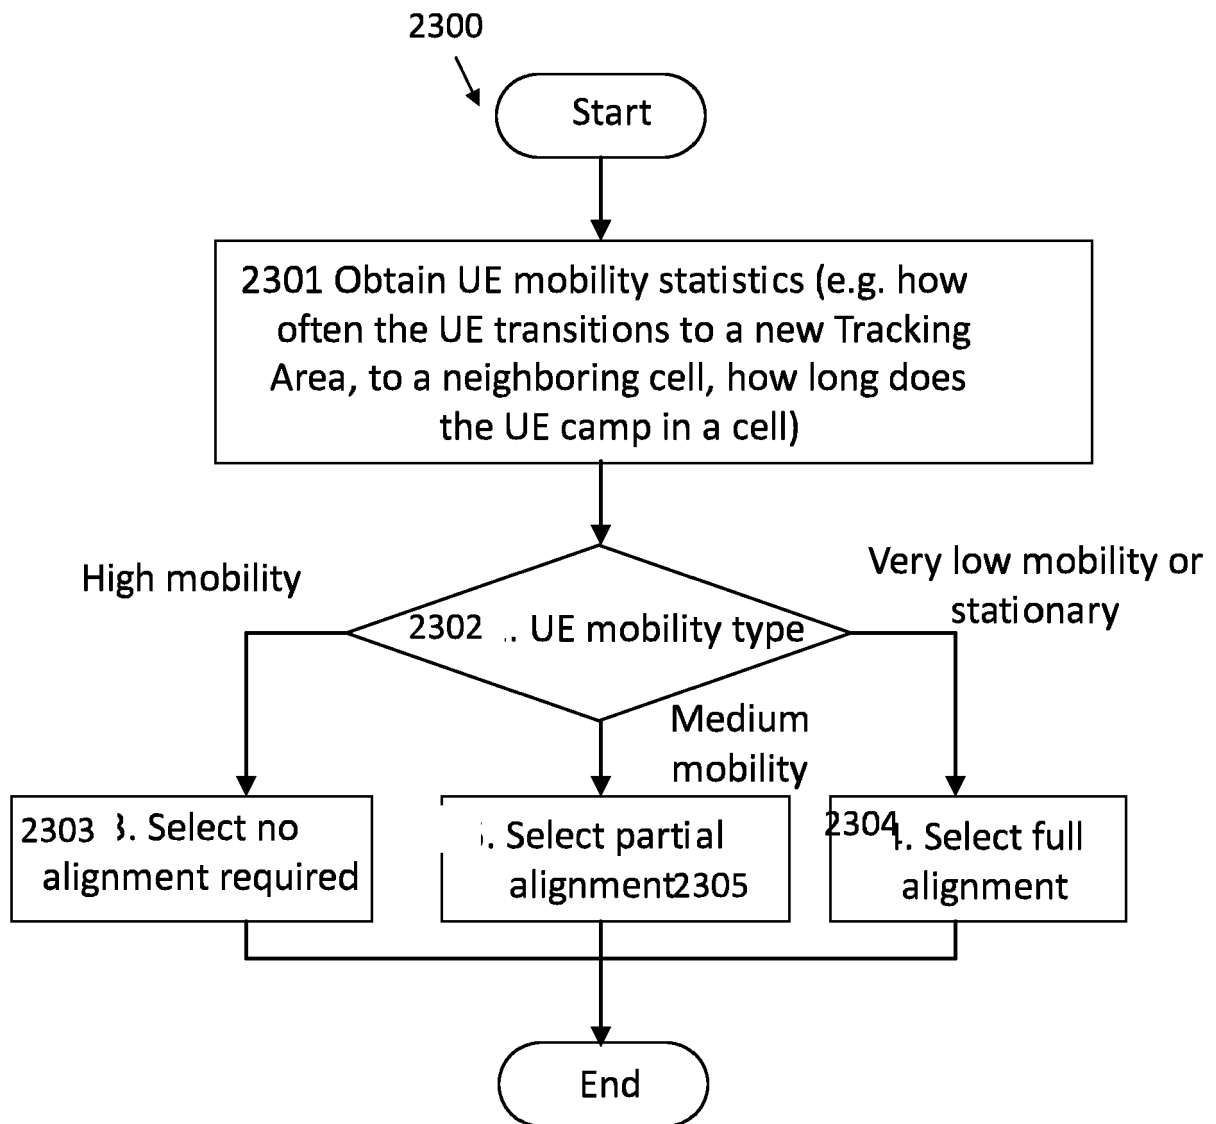 2300
Start
2301 Obtain UE mobility statistics (e.g. how
often the UE transitions to a new Tracking
Area, to a neighboring cell, how long does
the UE camp in a cell)
High mobility
Very low mobility or
stationary
2302 . UE mobility type
Medium
mobility
2303 . Select no
alignment required
. Select partial
alignment2305
2304 . Select full
alignment
End